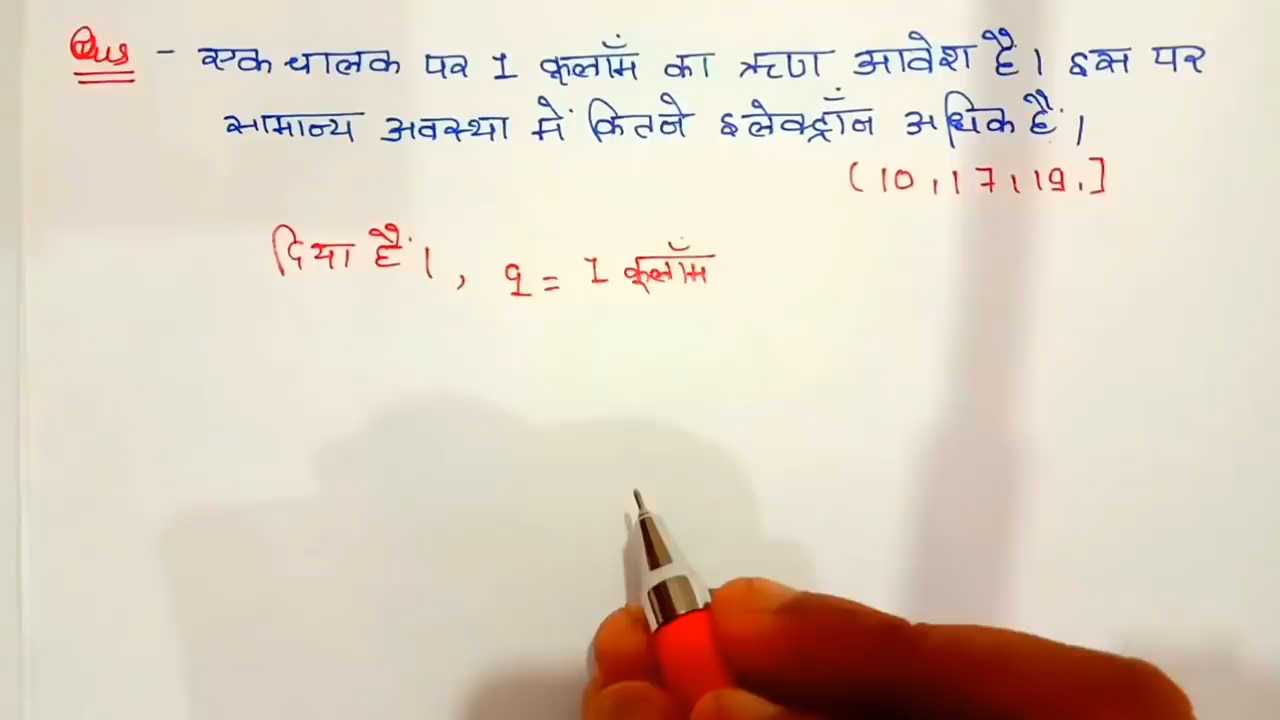 Qus - एक चालक पर 1 कूलॉम का ऋण आवेश है। इस पर
सामान्य अवस्था में कितने इलेक्ट्रॉन अधिक है।
(10, 17, 19,]
दिया है।, q = 1 कूलॉम